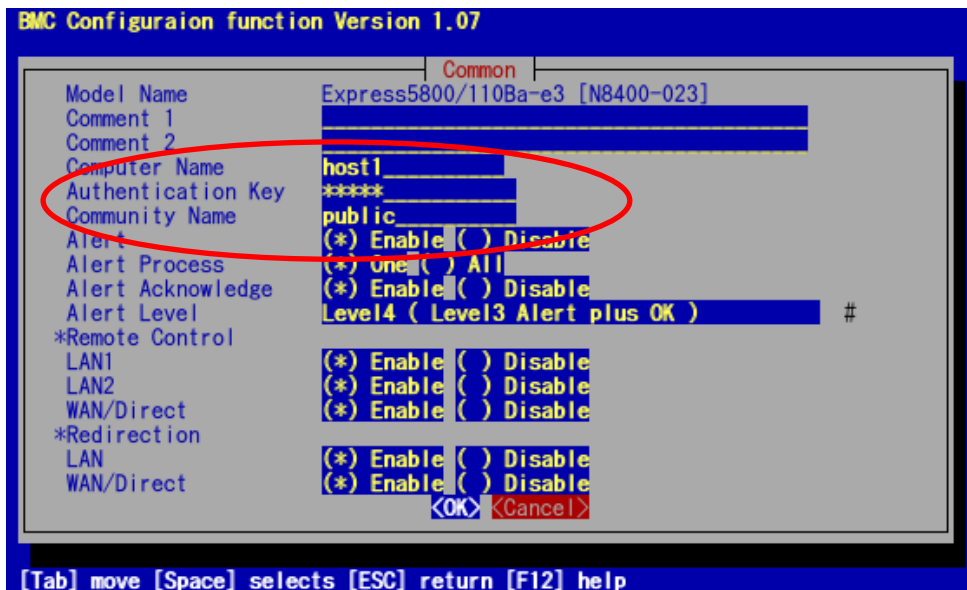 BMC Configuraion function Version 1.07
Common
Model Name Express5800/110Ba-e3 [N8400-023]
Comment 1
Comment 2
Computer Name host1
Authentication Key *****
Community Name public
Alert (*) Enable ( ) Disable
Alert Process (*) One ( ) All
Alert Acknowledge (*) Enable ( ) Disable
Alert Level Level4 ( Level3 Alert plus OK ) #
*Remote Control
LAN1 (*) Enable ( ) Disable
LAN2 (*) Enable ( ) Disable
WAN/Direct (*) Enable ( ) Disable
*Redirection
LAN (*) Enable ( ) Disable
WAN/Direct (*) Enable ( ) Disable
<OK> <Cancel>
[Tab] move [Space] selects [ESC] return [F12] help